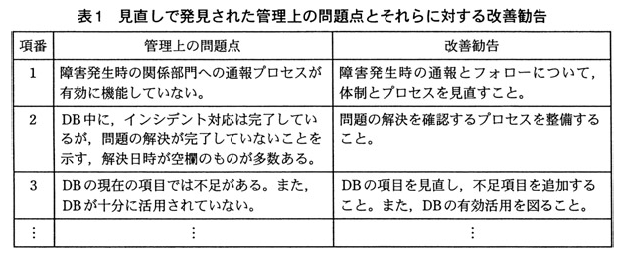 表1　見直しで発見された管理上の問題点とそれらに対する改善勧告
項番　管理上の問題点　改善勧告
1　障害発生時の関係部門への通報プロセスが　障害発生時の通報とフォローについて，
有効に機能していない。　体制とプロセスを見直すこと。
2　DB中に，インシデント対応は完了してい　問題の解決を確認するプロセスを整備する
るが，問題の解決が完了していないことを　こと。
示す，解決日時が空欄のものが多数ある。
3　DBの現在の項目では不足がある。また，　DBの項目を見直し，不足項目を追加する
DBが十分に活用されていない。　こと。また，DBの有効活用を図ること。
⋮　⋮　⋮